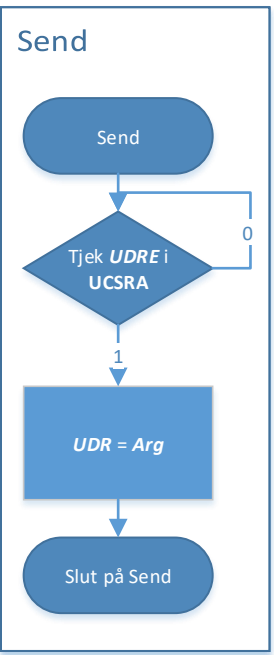 Send
Send
0
Tjek UDRE i
UCSRA
1
UDR = Arg
Slut på Send